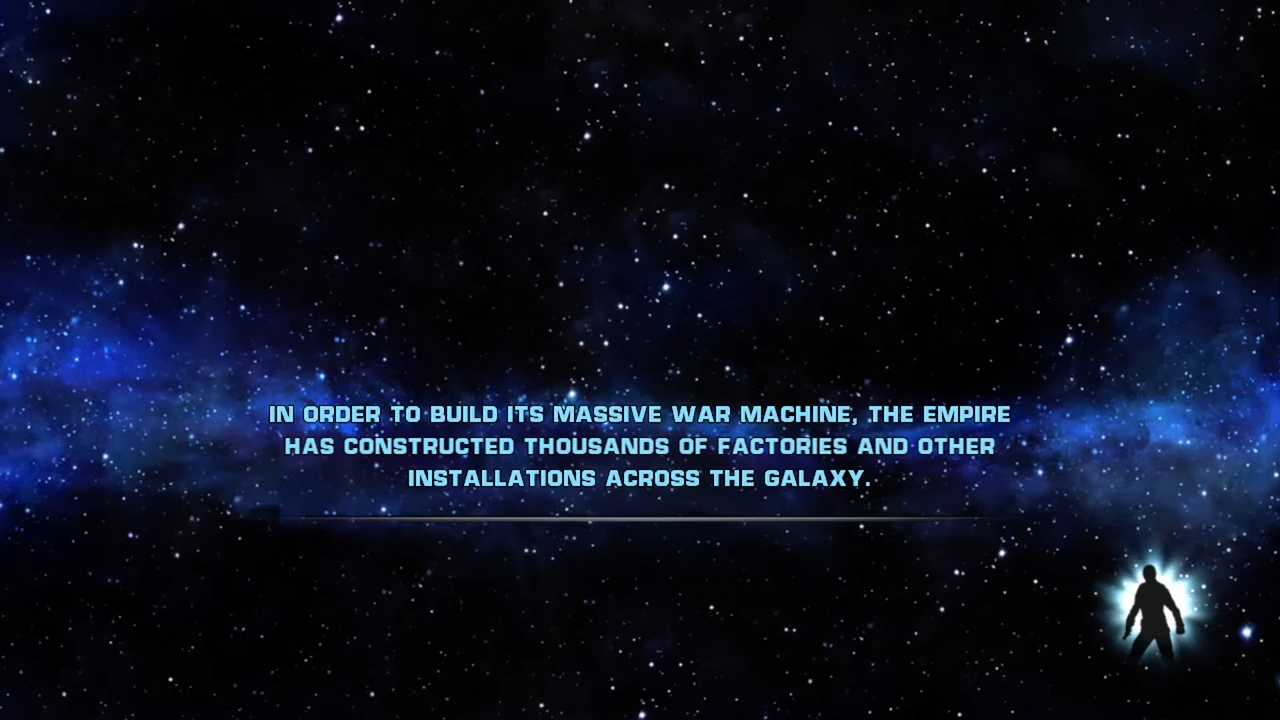 IN ORDER TO BUILD ITS MASSIVE WAR MACHINE, THE EMPIRE
HAS CONSTRUCTED THOUSANDS OF FACTORIES AND OTHER
INSTALLATIONS ACROSS THE GALAXY.